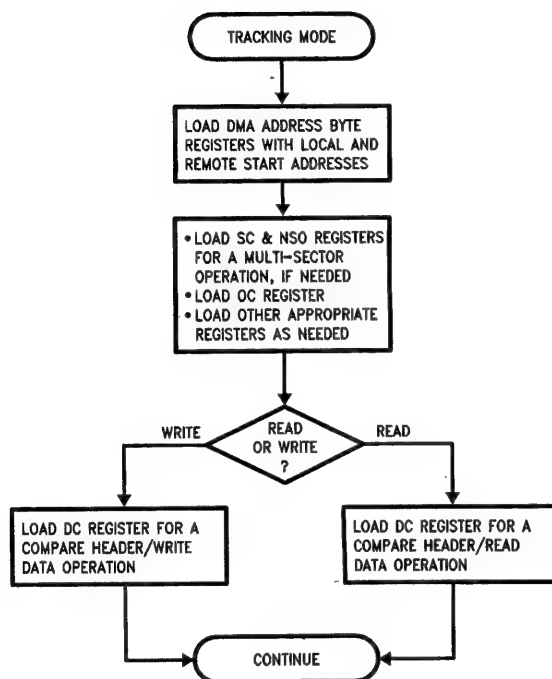 TRACKING MODE
LOAD DMA ADDRESS BYTE
REGISTERS WITH LOCAL AND
REMOTE START ADDRESSES
• LOAD SC & NSO REGISTERS
FOR A MULTI-SECTOR
OPERATION, IF NEEDED
• LOAD OC REGISTER
• LOAD OTHER APPROPRIATE
REGISTERS AS NEEDED
WRITE
READ
OR WRITE
?
READ
LOAD DC REGISTER FOR A
COMPARE HEADER/WRITE
DATA OPERATION
LOAD DC REGISTER FOR A
COMPARE HEADER/READ
DATA OPERATION
CONTINUE